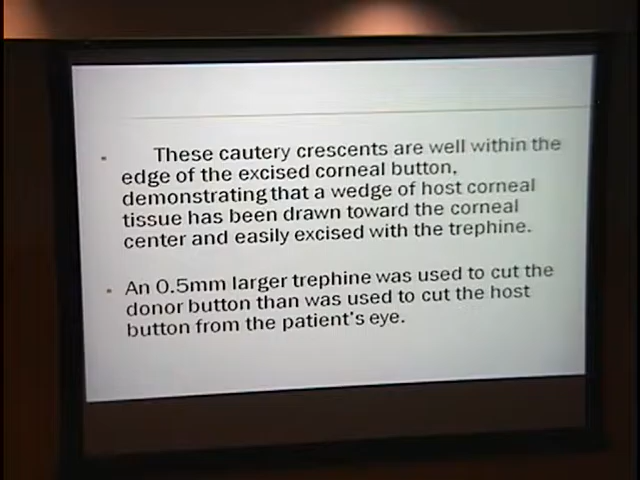 These cautery crescents are well within the
edge of the excised corneal button,
demonstrating that a wedge of host corneal
tissue has been drawn toward the corneal
center and easily excised with the trephine.
An 0.5mm larger trephine was used to cut the
donor button than was used to cut the host
button from the patient's eye.